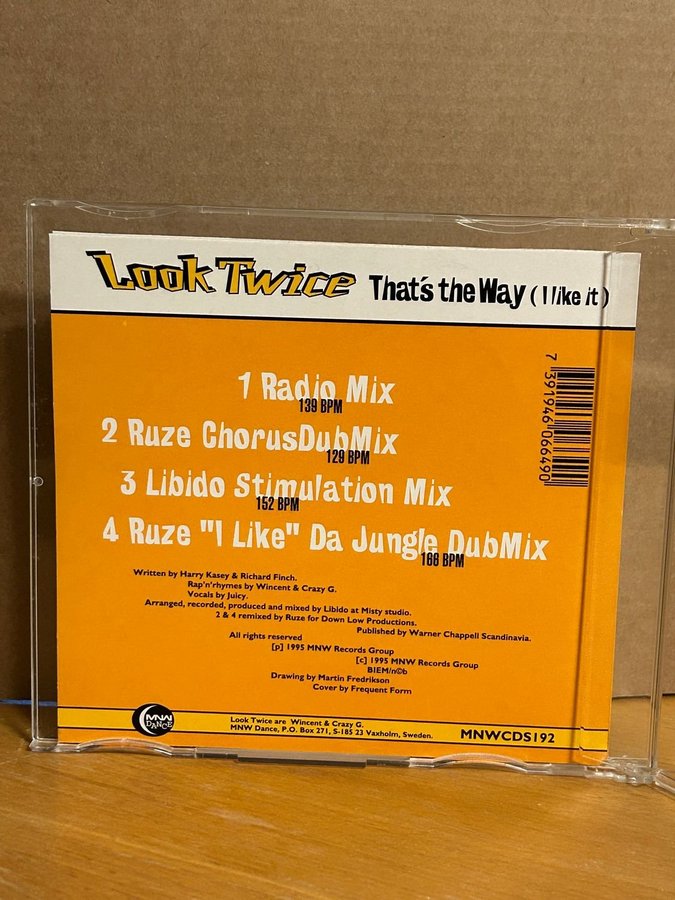 Look Twice That's the Way ( I like it )
1 Radio Mix
139 BPM
2 Ruze ChorusDubMix
129 BPM
3 Libido Stimulation Mix
152 BPM
4 Ruze "I Like" Da Jungle DubMix
166 BPM
7 391946 066490
Written by Harry Kasey & Richard Finch.
Rap'n'rhymes by Wincent & Crazy G.
Vocals by Juicy.
Arranged, recorded, produced and mixed by Libido at Misty studio.
2 & 4 remixed by Ruze for Down Low Productions.
Published by Warner Chappell Scandinavia.
All rights reserved
[p] 1995 MNW Records Group
[c] 1995 MNW Records Group
BIEM/n©b
Drawing by Martin Fredrikson
Cover by Frequent Form
MNW
DANCE
Look Twice are Wincent & Crazy G.
MNW Dance, P.O. Box 271, S-185 23 Vaxholm, Sweden.
MNWCDS192